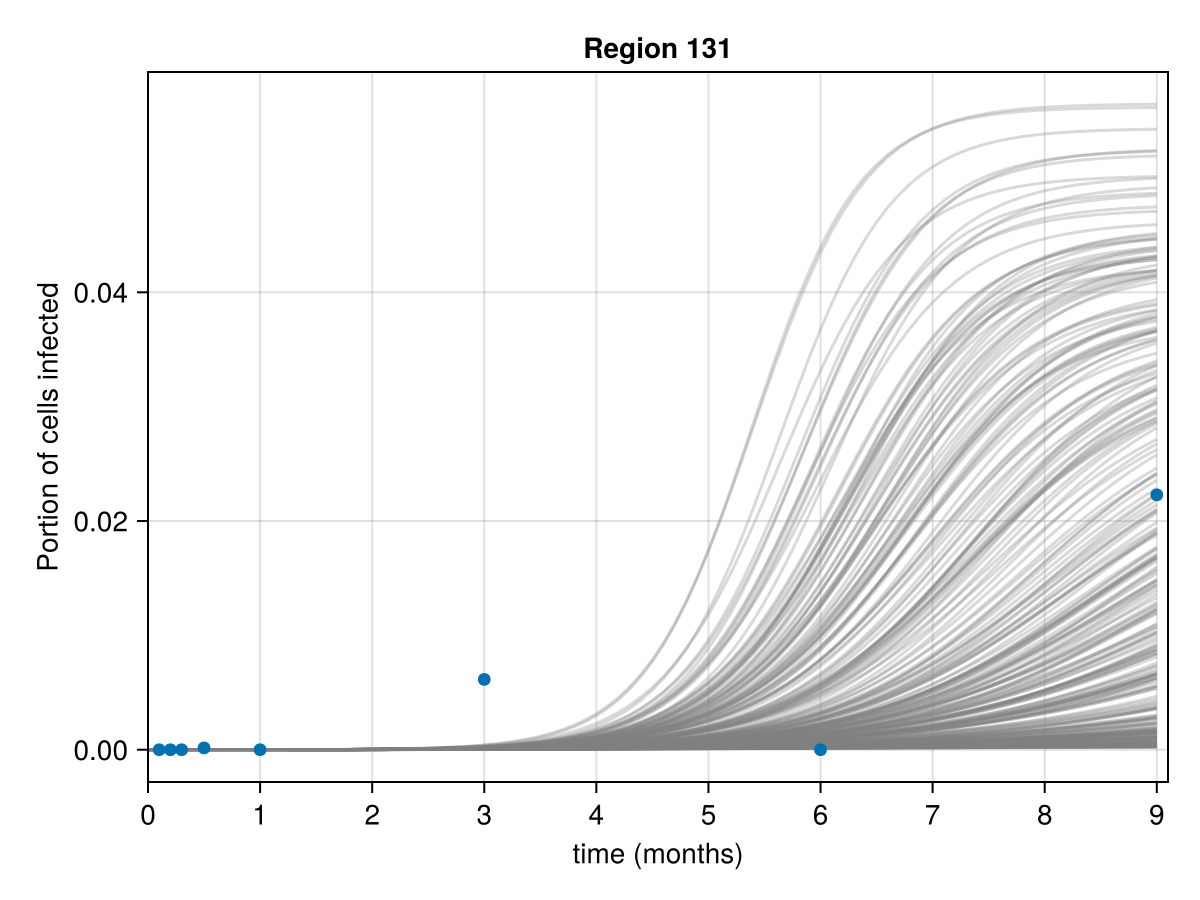 Region 131
Portion of cells infected
0.04
0.02
0.00
0 1 2 3 4 5 6 7 8 9
time (months)